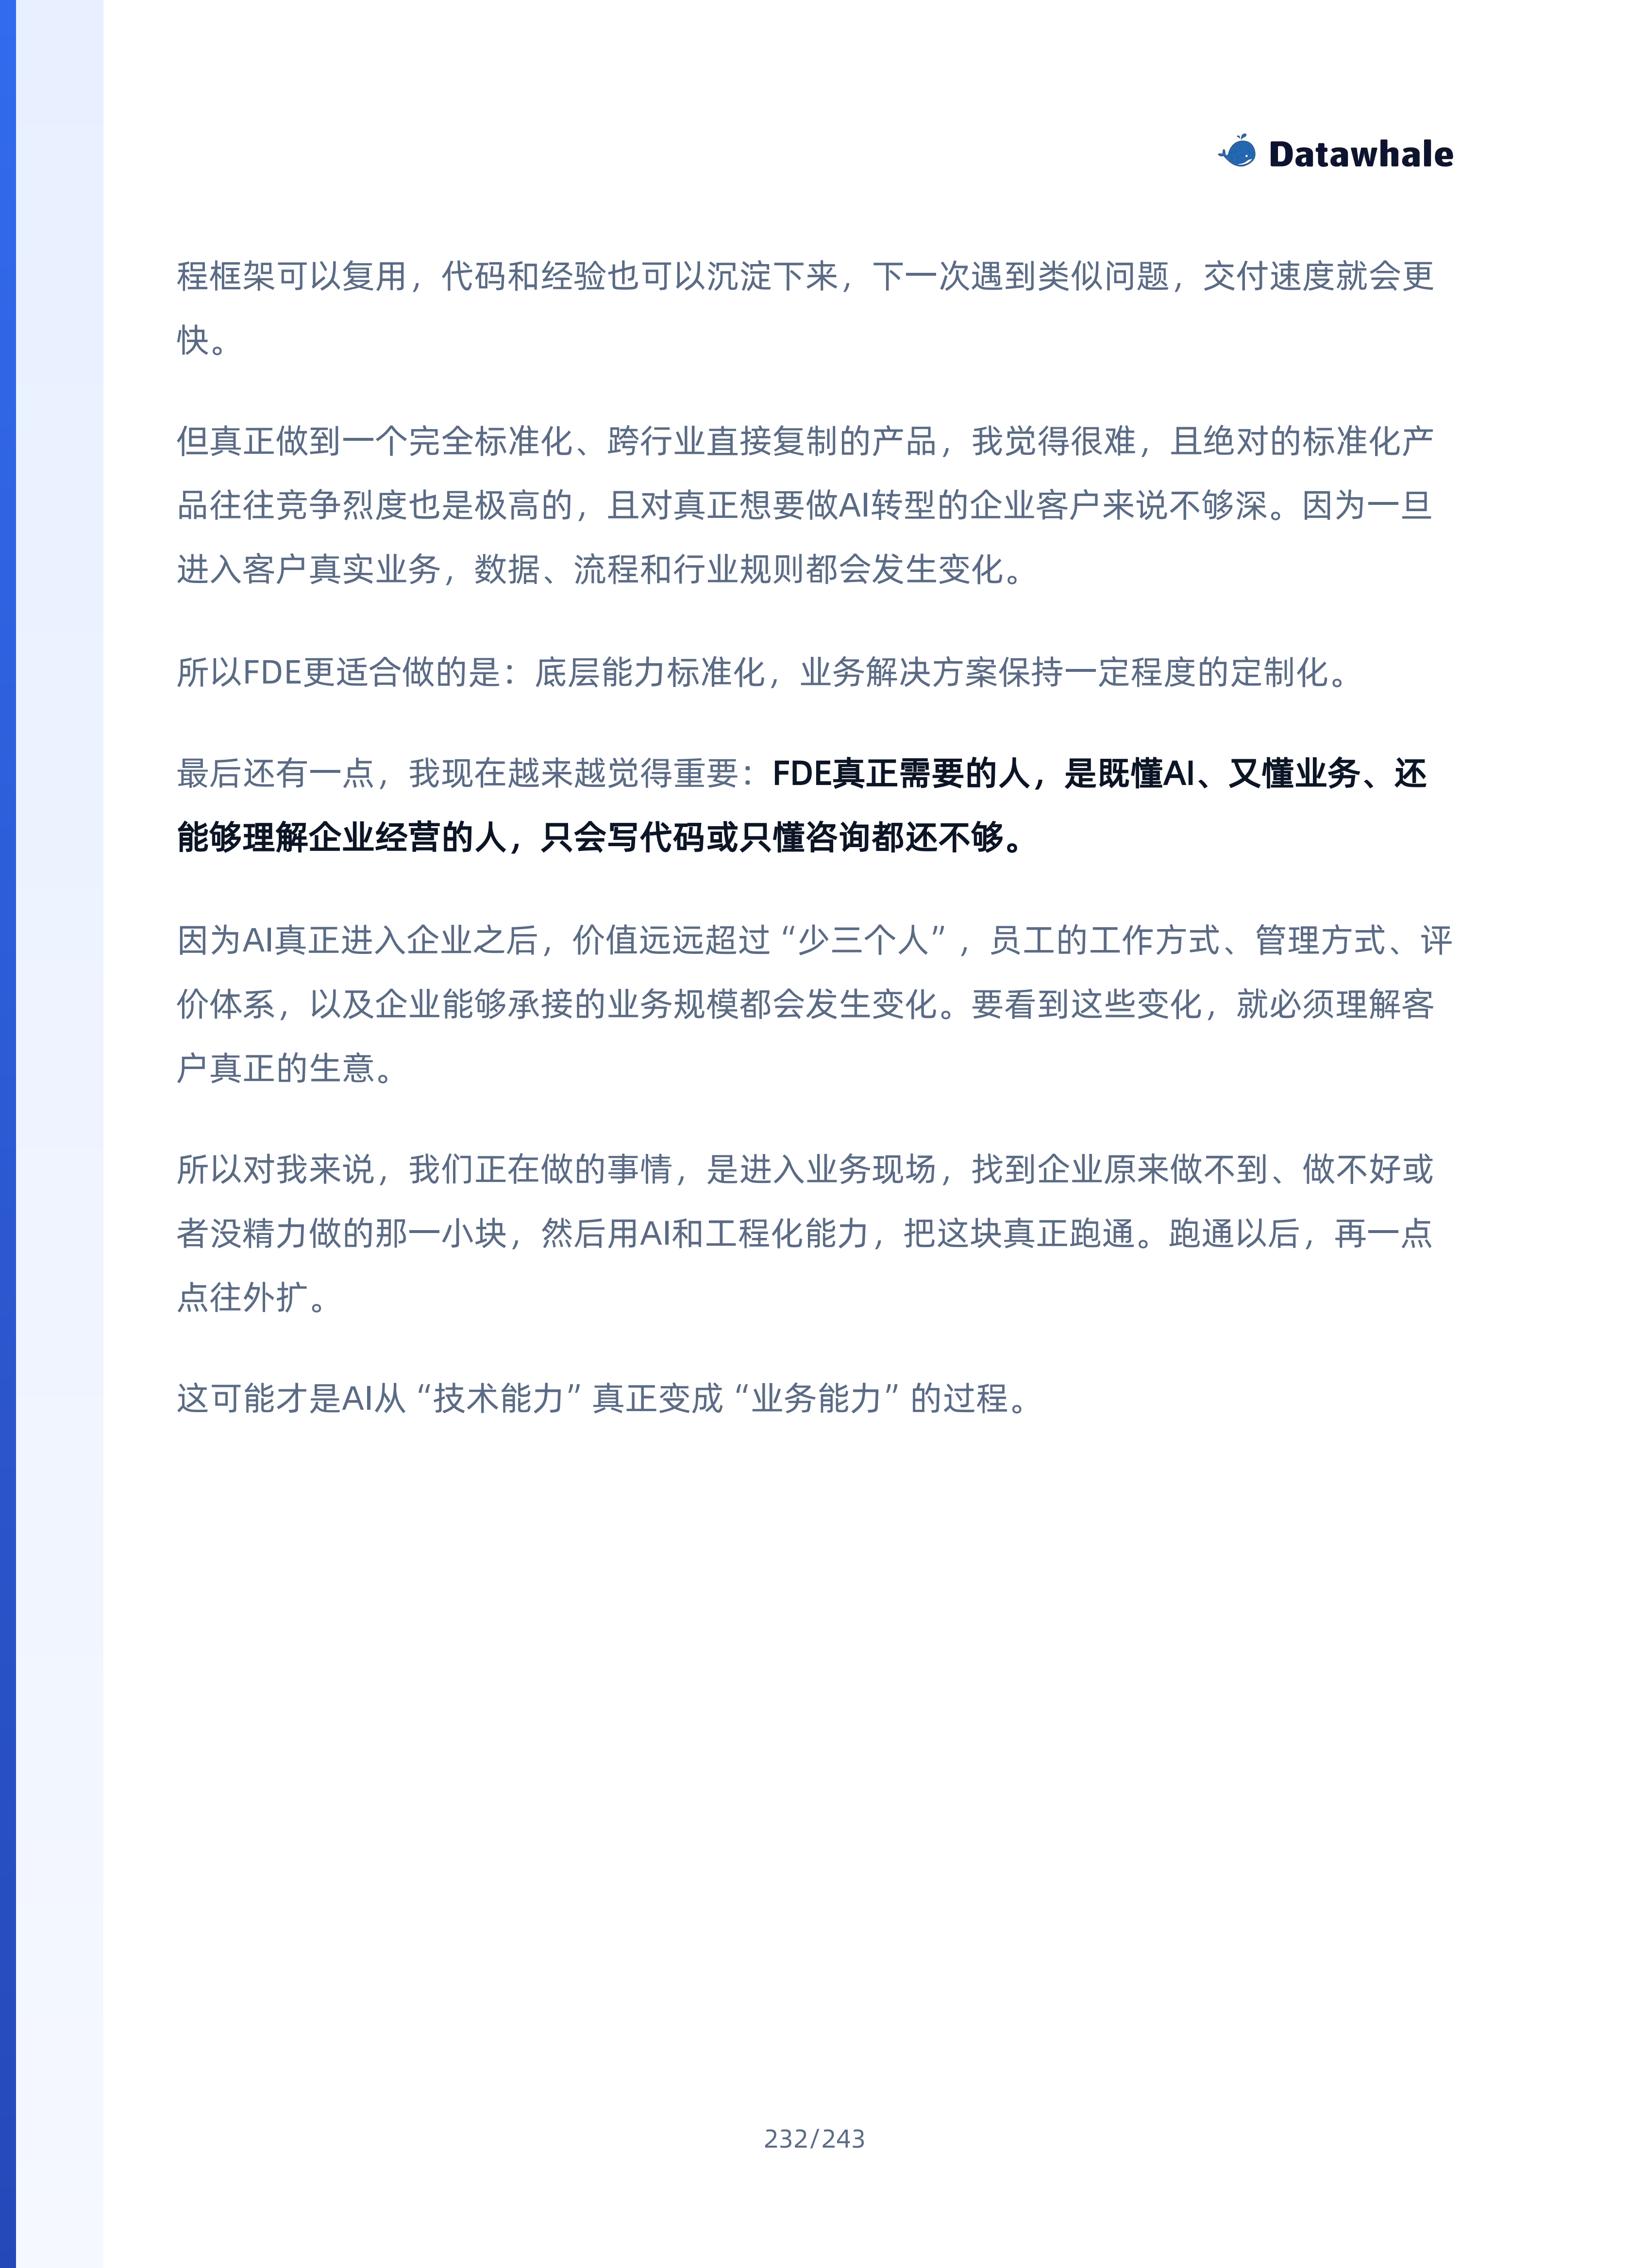 Datawhale
程框架可以复用，代码和经验也可以沉淀下来，下一次遇到类似问题，交付速度就会更
快。
但真正做到一个完全标准化、跨行业直接复制的产品，我觉得很难，且绝对的标准化产
品往往竞争烈度也是极高的，且对真正想要做AI转型的企业客户来说不够深。因为一旦
进入客户真实业务，数据、流程和行业规则都会发生变化。
所以FDE更适合做的是：底层能力标准化，业务解决方案保持一定程度的定制化。
最后还有一点，我现在越来越觉得重要：FDE真正需要的人，是既懂AI、又懂业务、还
能够理解企业经营的人，只会写代码或只懂咨询都还不够。
因为AI真正进入企业之后，价值远远超过“少三个人”，员工的工作方式、管理方式、评
价体系，以及企业能够承接的业务规模都会发生变化。要看到这些变化，就必须理解客
户真正的生意。
所以对我来说，我们正在做的事情，是进入业务现场，找到企业原来做不到、做不好或
者没精力做的那一小块，然后用AI和工程化能力，把这块真正跑通。跑通以后，再一点
点往外扩。
这可能才是AI从“技术能力”真正变成“业务能力”的过程。
232/243